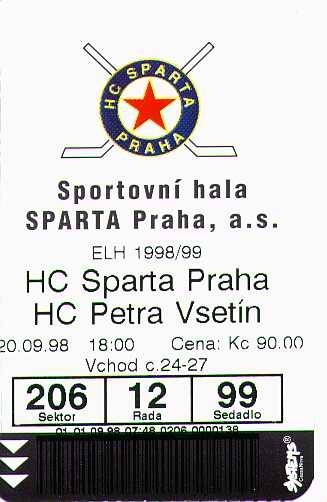 HC SPARTA
PRAHA
Sportovní hala
SPARTA Praha, a.s.
ELH 1998/99
HC Sparta Praha
HC Petra Vsetín
20.09.98 18:00 Cena: Kc 90.00
Vchod c.24-27
206 12 99
Sektor Rada Sedadlo
01 01.09.98 07:48 0206 0000138